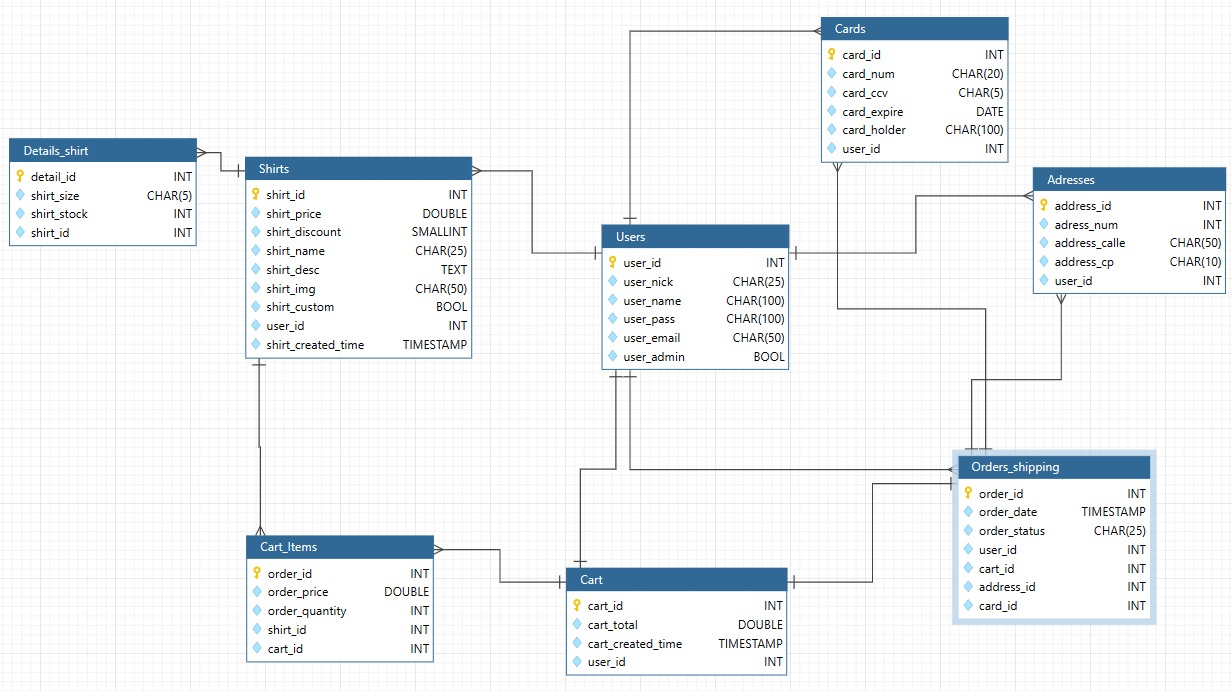 Cards
card_id INT
card_num CHAR(20)
card_ccv CHAR(5)
card_expire DATE
card_holder CHAR(100)
user_id INT
Details_shirt
detail_id INT
shirt_size CHAR(5)
shirt_stock INT
shirt_id INT
Shirts
shirt_id INT
shirt_price DOUBLE
shirt_discount SMALLINT
shirt_name CHAR(25)
shirt_desc TEXT
shirt_img CHAR(50)
shirt_custom BOOL
user_id INT
shirt_created_time TIMESTAMP
Adresses
address_id INT
adress_num INT
address_calle CHAR(50)
address_cp CHAR(10)
user_id INT
Users
user_id INT
user_nick CHAR(25)
user_name CHAR(100)
user_pass CHAR(100)
user_email CHAR(50)
user_admin BOOL
Orders_shipping
order_id INT
order_date TIMESTAMP
order_status CHAR(25)
user_id INT
cart_id INT
address_id INT
card_id INT
Cart_Items
order_id INT
order_price DOUBLE
order_quantity INT
shirt_id INT
cart_id INT
Cart
cart_id INT
cart_total DOUBLE
cart_created_time TIMESTAMP
user_id INT